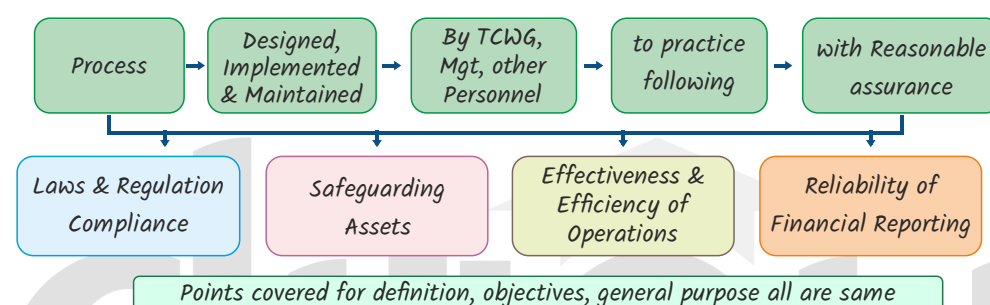 Process
Designed,
Implemented
& Maintained
By TCWG,
Mgt, other
Personnel
to practice
following
with Reasonable
assurance
Laws & Regulation
Compliance
Safeguarding
Assets
Effectiveness &
Efficiency of
Operations
Reliability of
Financial Reporting
Points covered for definition, objectives, general purpose all are same